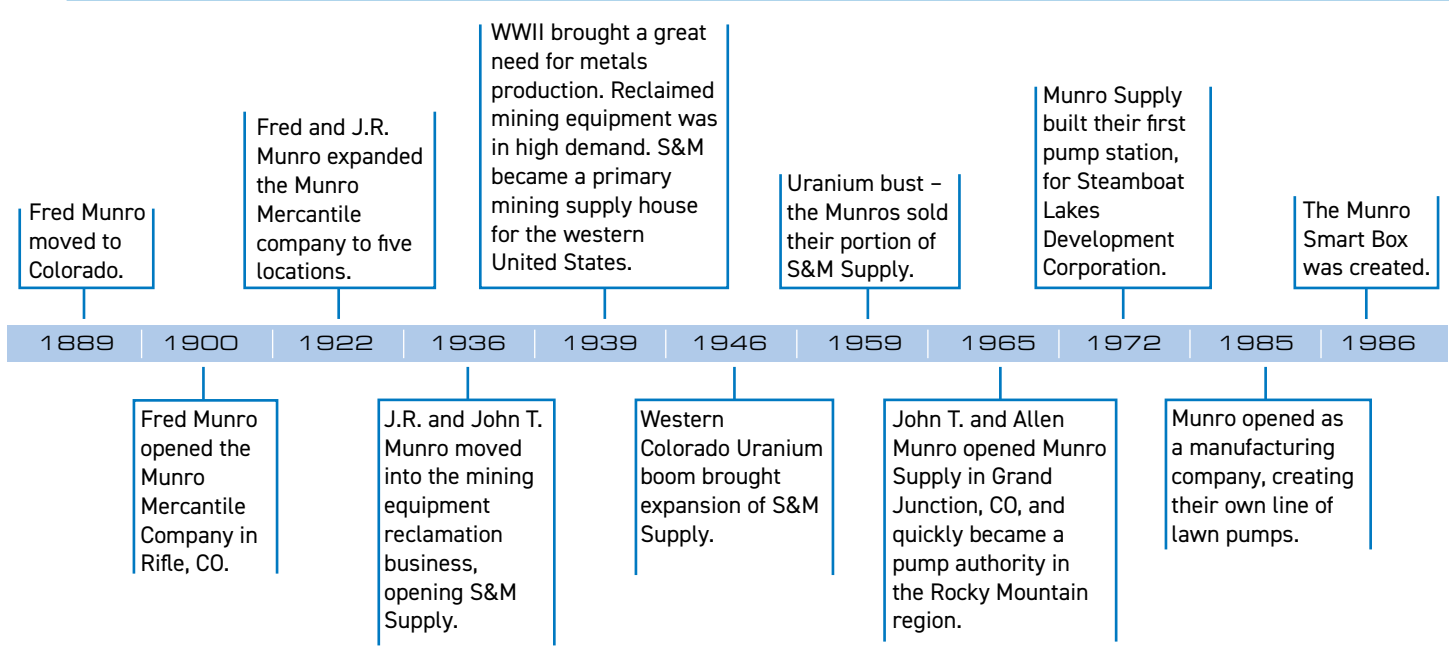 WWII brought a great
need for metals
production. Reclaimed
mining equipment was
in high demand. S&M
became a primary
mining supply house
for the western
United States.
Munro Supply
built their first
pump station,
for Steamboat
Lakes
Development
Corporation.
Fred and J.R.
Munro expanded
the Munro
Mercantile
company to five
locations.
Uranium bust –
the Munros sold
their portion of
S&M Supply.
Fred Munro
moved to
Colorado.
The Munro
Smart Box
was created.
1889 1900 1922 1936 1939 1946 1959 1965 1972 1985 1986
Fred Munro
opened the
Munro
Mercantile
Company in
Rifle, CO.
J.R. and John T.
Munro moved
into the mining
equipment
reclamation
business,
opening S&M
Supply.
Western
Colorado Uranium
boom brought
expansion of S&M
Supply.
John T. and Allen
Munro opened Munro
Supply in Grand
Junction, CO, and
quickly became a
pump authority in
the Rocky Mountain
region.
Munro opened as
a manufacturing
company, creating
their own line of
lawn pumps.